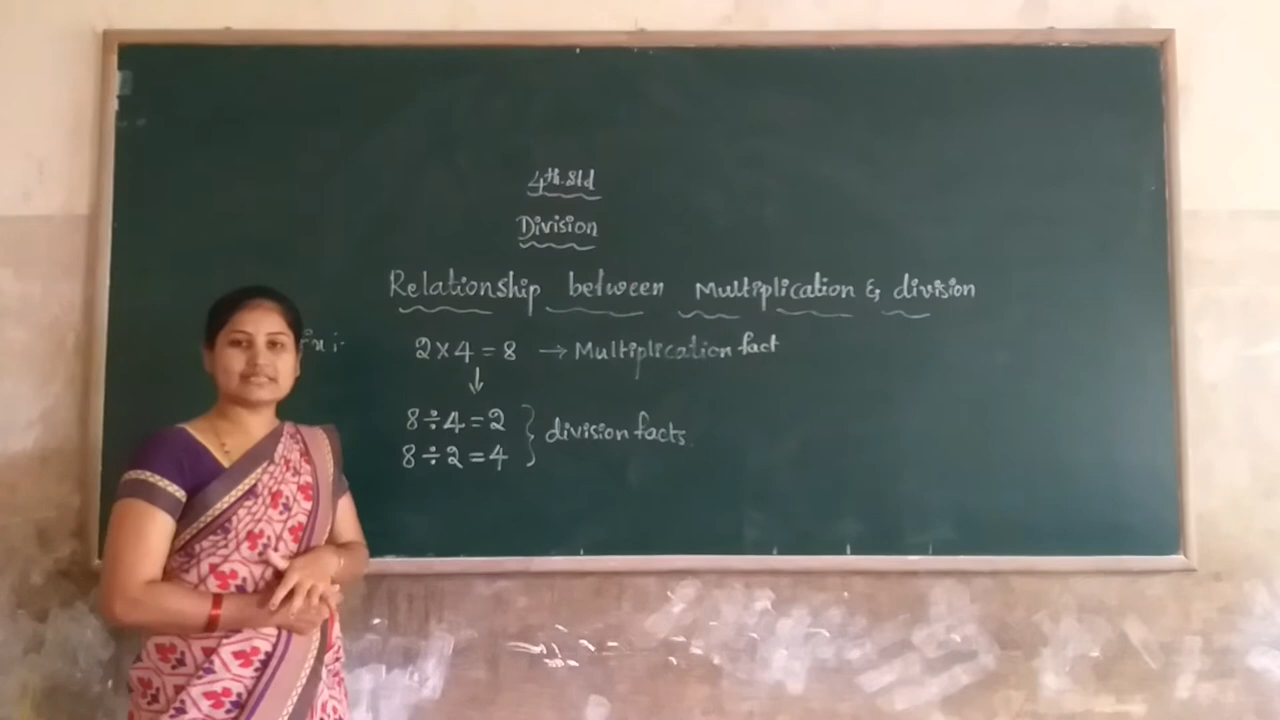 4th.std
Division
Relationship between Multiplication & division
2×4=8 → Multiplication fact
↓
8÷4=2
8÷2=4 } division facts.